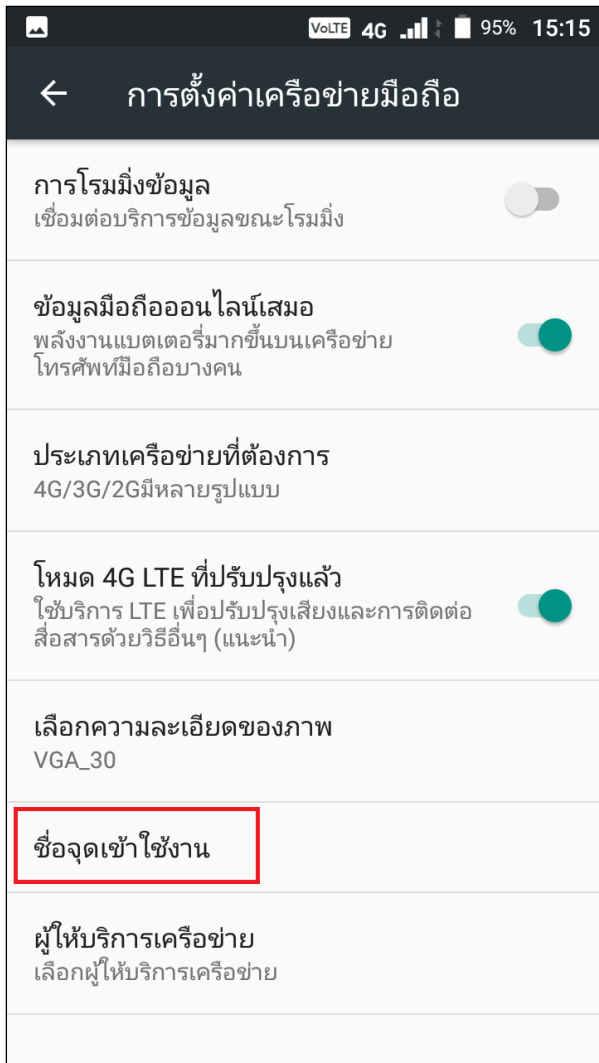 VoLTE 4G 95% 15:15
การตั้งค่าเครือข่ายมือถือ
การโรมมิ่งข้อมูล
เชื่อมต่อบริการข้อมูลขณะโรมมิ่ง
ข้อมูลมือถือออนไลน์เสมอ
พลังงานแบตเตอรี่มากขึ้นบนเครือข่าย
โทรศัพท์มือถือบางคน
ประเภทเครือข่ายที่ต้องการ
4G/3G/2Gมีหลายรูปแบบ
โหมด 4G LTE ที่ปรับปรุงแล้ว
ใช้บริการ LTE เพื่อปรับปรุงเสียงและการติดต่อ
สื่อสารด้วยวิธีอื่นๆ (แนะนำ)
เลือกความละเอียดของภาพ
VGA_30
ชื่อจุดเข้าใช้งาน
ผู้ให้บริการเครือข่าย
เลือกผู้ให้บริการเครือข่าย